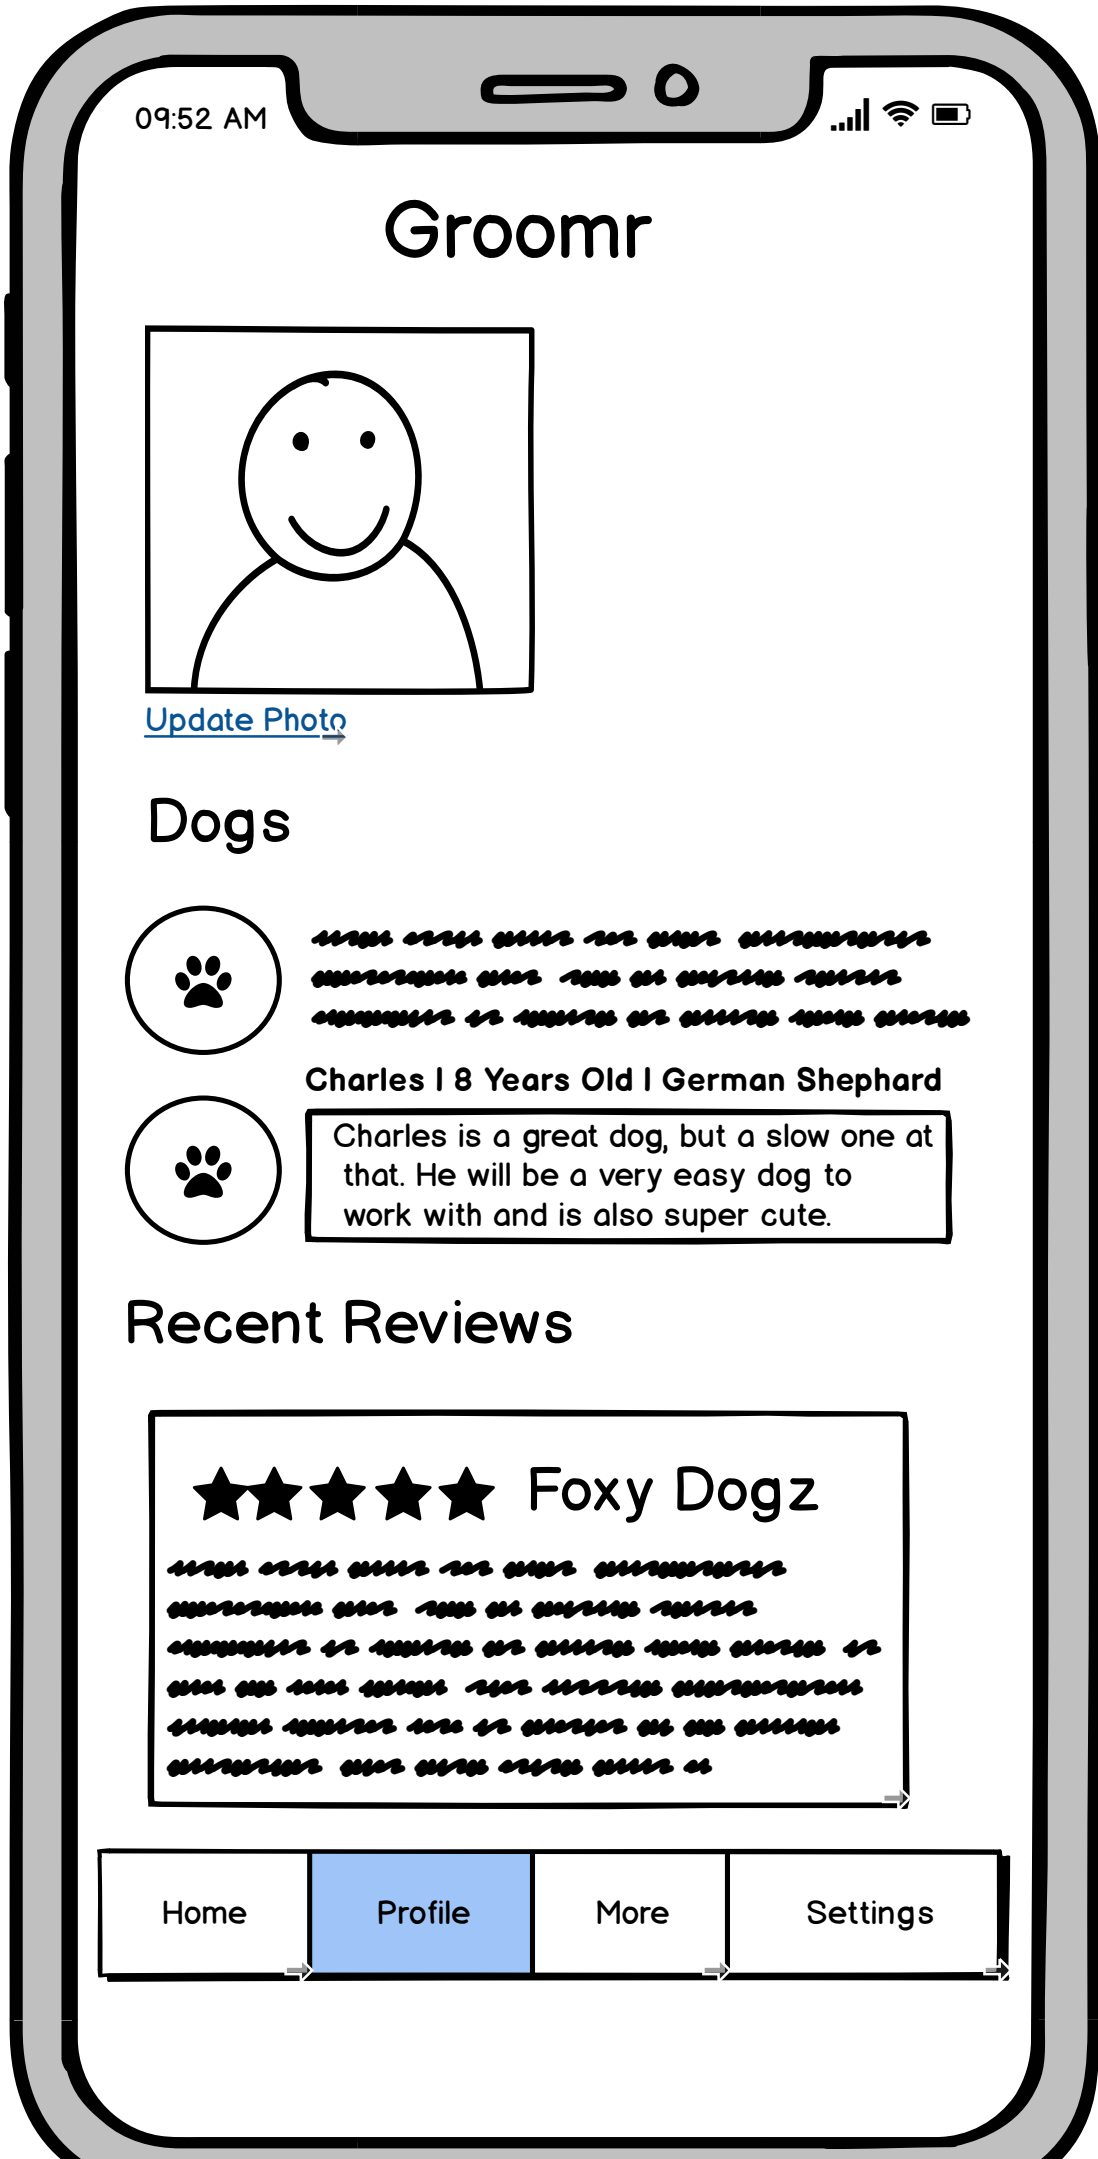 09:52 AM
Groomr
Update Photo
Dogs
Charles | 8 Years Old | German Shephard
Charles is a great dog, but a slow one at
that. He will be a very easy dog to
work with and is also super cute.
Recent Reviews
Foxy Dogz
Home
Profile
More
Settings